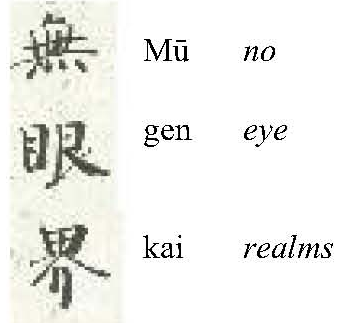 無 Mū no
眼 gen eye
界 kai realms